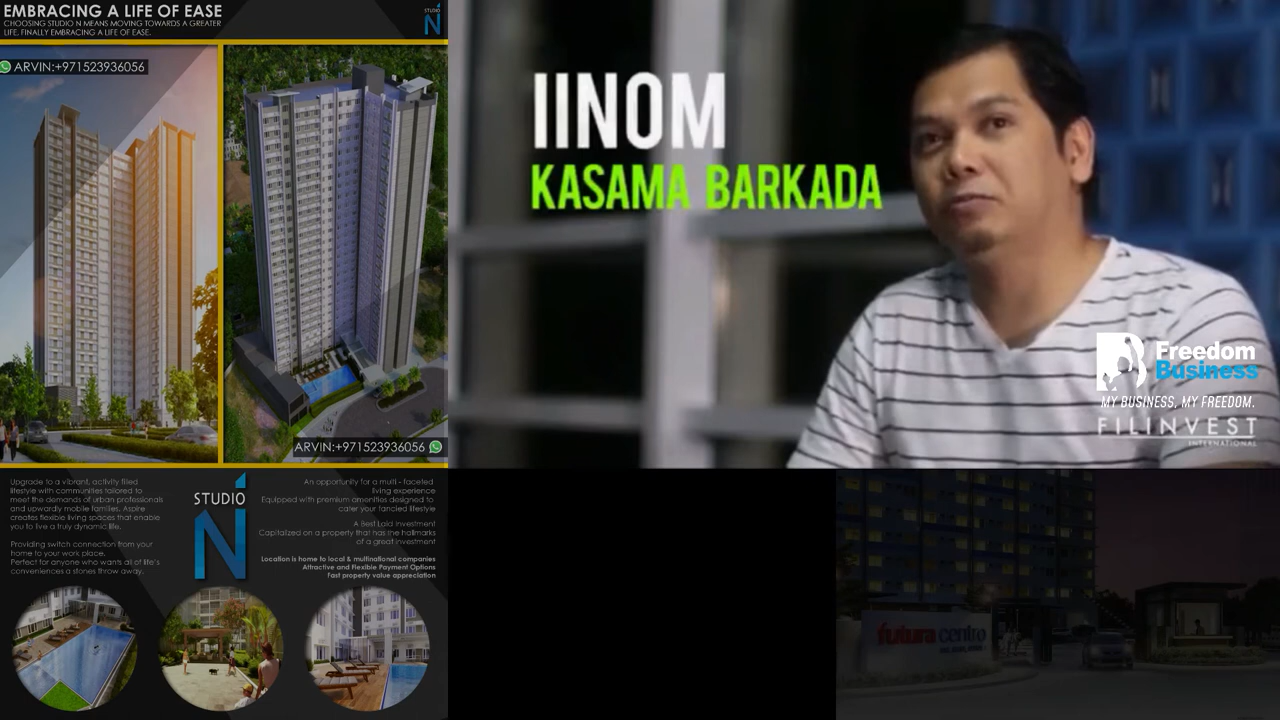 EMBRACING A LIFE OF EASE
CHOOSING STUDIO N MEANS MOVING TOWARDS A GREATER
LIFE, FINALLY EMBRACING A LIFE OF EASE.
STUDIO
N
ARVIN:+971523936056
ARVIN:+971523936056
IINOM
KASAMA BARKADA
Freedom
Business
MY BUSINESS, MY FREEDOM.
FILINVEST
INTERNATIONAL
Upgrade to a vibrant, activity filled
lifestyle with communities tailored to
meet the demands of urban professionals
and upwardly mobile families. Aspire
creates flexible living spaces that enable
you to live a truly dynamic life.
Providing switch connection from your
home to your work place.
Perfect for anyone who wants all of life's
conveniences a stones throw away.
STUDIO
N
An opportunity for a multi - faceted
living experience
Equipped with premium amenities designed to
cater your fancied lifestyle
A Best Laid Investment
Capitalized on a property that has the hallmarks
of a great investment
Location is home to local & multinational companies
Attractive and Flexible Payment Options
Fast property value appreciation
futura centro